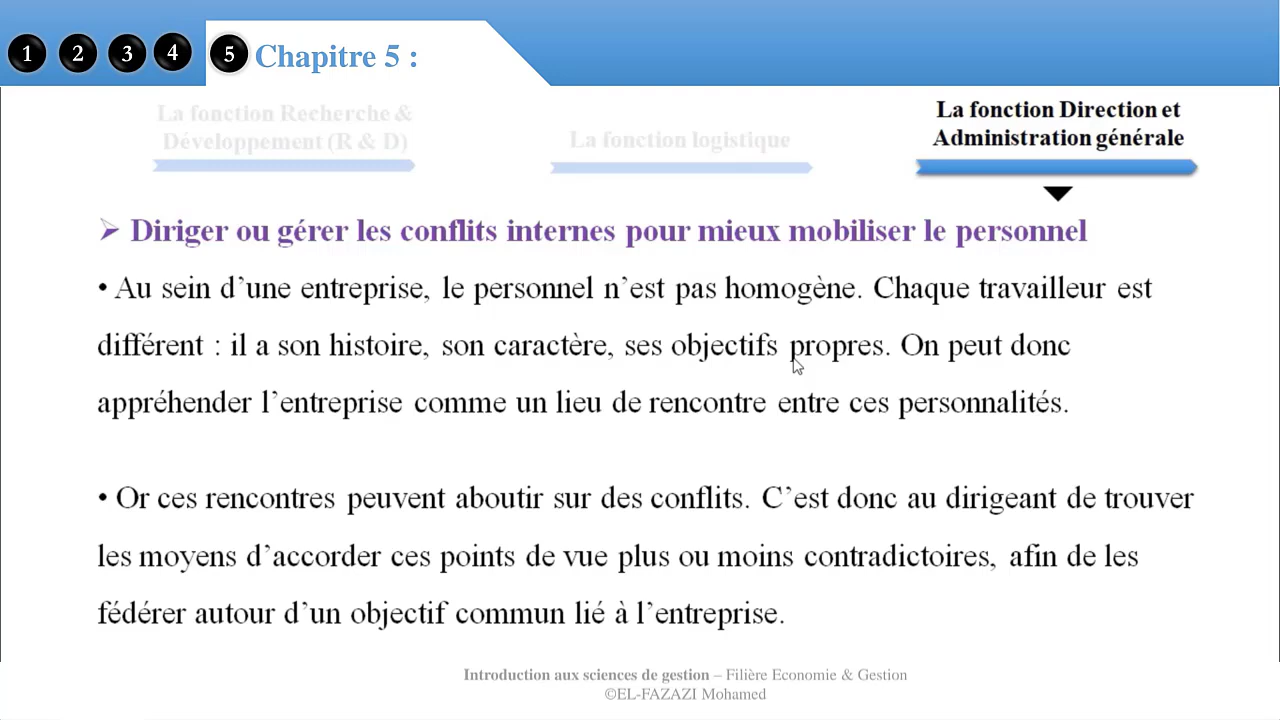 1 2 3 4 5 Chapitre 5 :
La fonction Recherche &
Développement (R & D)
La fonction logistique
La fonction Direction et
Administration générale
➢ Diriger ou gérer les conflits internes pour mieux mobiliser le personnel
• Au sein d’une entreprise, le personnel n’est pas homogène. Chaque travailleur est
différent : il a son histoire, son caractère, ses objectifs propres. On peut donc
appréhender l’entreprise comme un lieu de rencontre entre ces personnalités.
• Or ces rencontres peuvent aboutir sur des conflits. C’est donc au dirigeant de trouver
les moyens d’accorder ces points de vue plus ou moins contradictoires, afin de les
fédérer autour d’un objectif commun lié à l’entreprise.
Introduction aux sciences de gestion – Filière Economie & Gestion
©EL-FAZAZI Mohamed